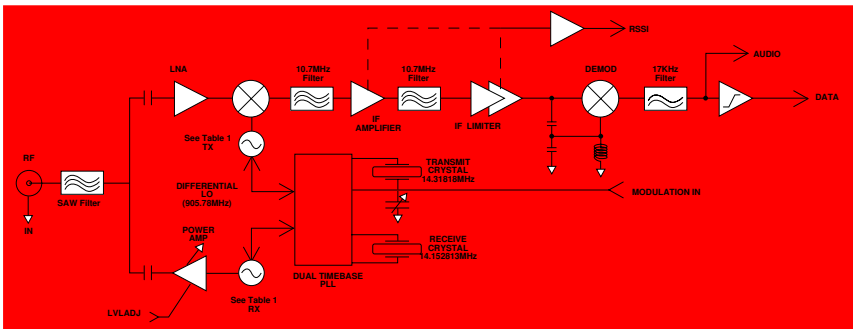 RSSI
LNA
10.7MHz
Filter
10.7MHz
Filter
DEMOD
17KHz
Filter
AUDIO
DATA
IF
AMPLIFIER
IF LIMITER
See Table 1
TX
RF
IN
SAW Filter
DIFFERENTIAL
LO
(905.78MHz)
TRANSMIT
CRYSTAL
14.31818MHz
MODULATION IN
POWER
AMP
RECEIVE
CRYSTAL
14.152813MHz
DUAL TIMEBASE
PLL
See Table 1
RX
LVLADJ